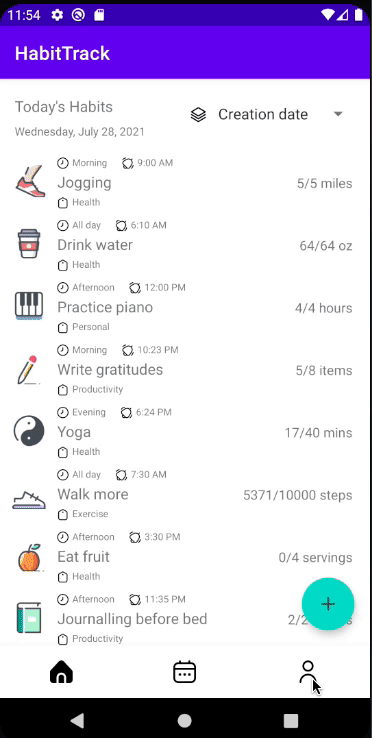 11:54
HabitTrack
Today's Habits
Creation date
Wednesday, July 28, 2021
Morning 9:00 AM
Jogging 5/5 miles
Health
All day 6:10 AM
Drink water 64/64 oz
Health
Afternoon 12:00 PM
Practice piano 4/4 hours
Personal
Morning 10:23 PM
Write gratitudes 5/8 items
Productivity
Evening 6:24 PM
Yoga 17/40 mins
Health
All day 7:30 AM
Walk more 5371/10000 steps
Exercise
Afternoon 3:30 PM
Eat fruit 0/4 servings
Health
Afternoon 11:35 PM
Journalling before bed
Productivity